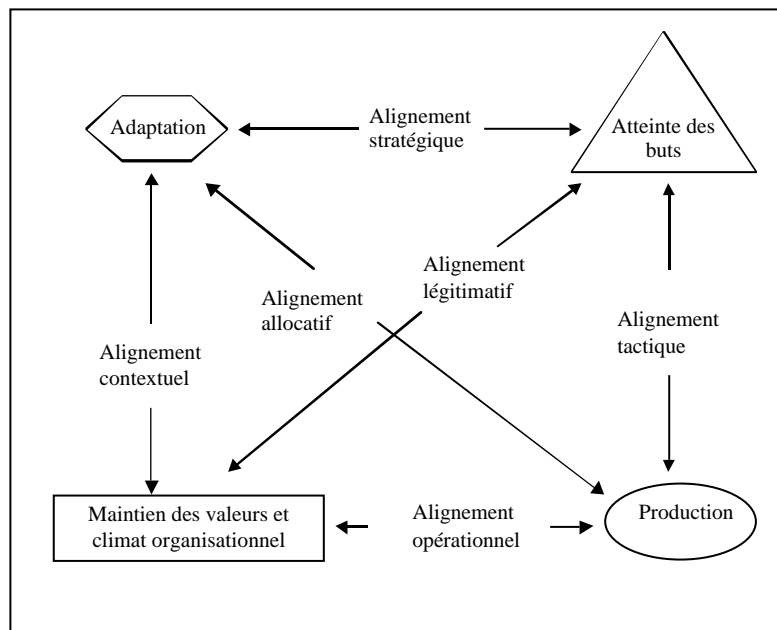 Adaptation
Alignement
stratégique
Atteinte des
buts
Alignement
légitimatif
Alignement
allocatif
Alignement
tactique
Alignement
contextuel
Maintien des valeurs et
climat organisationnel
Alignement
opérationnel
Production